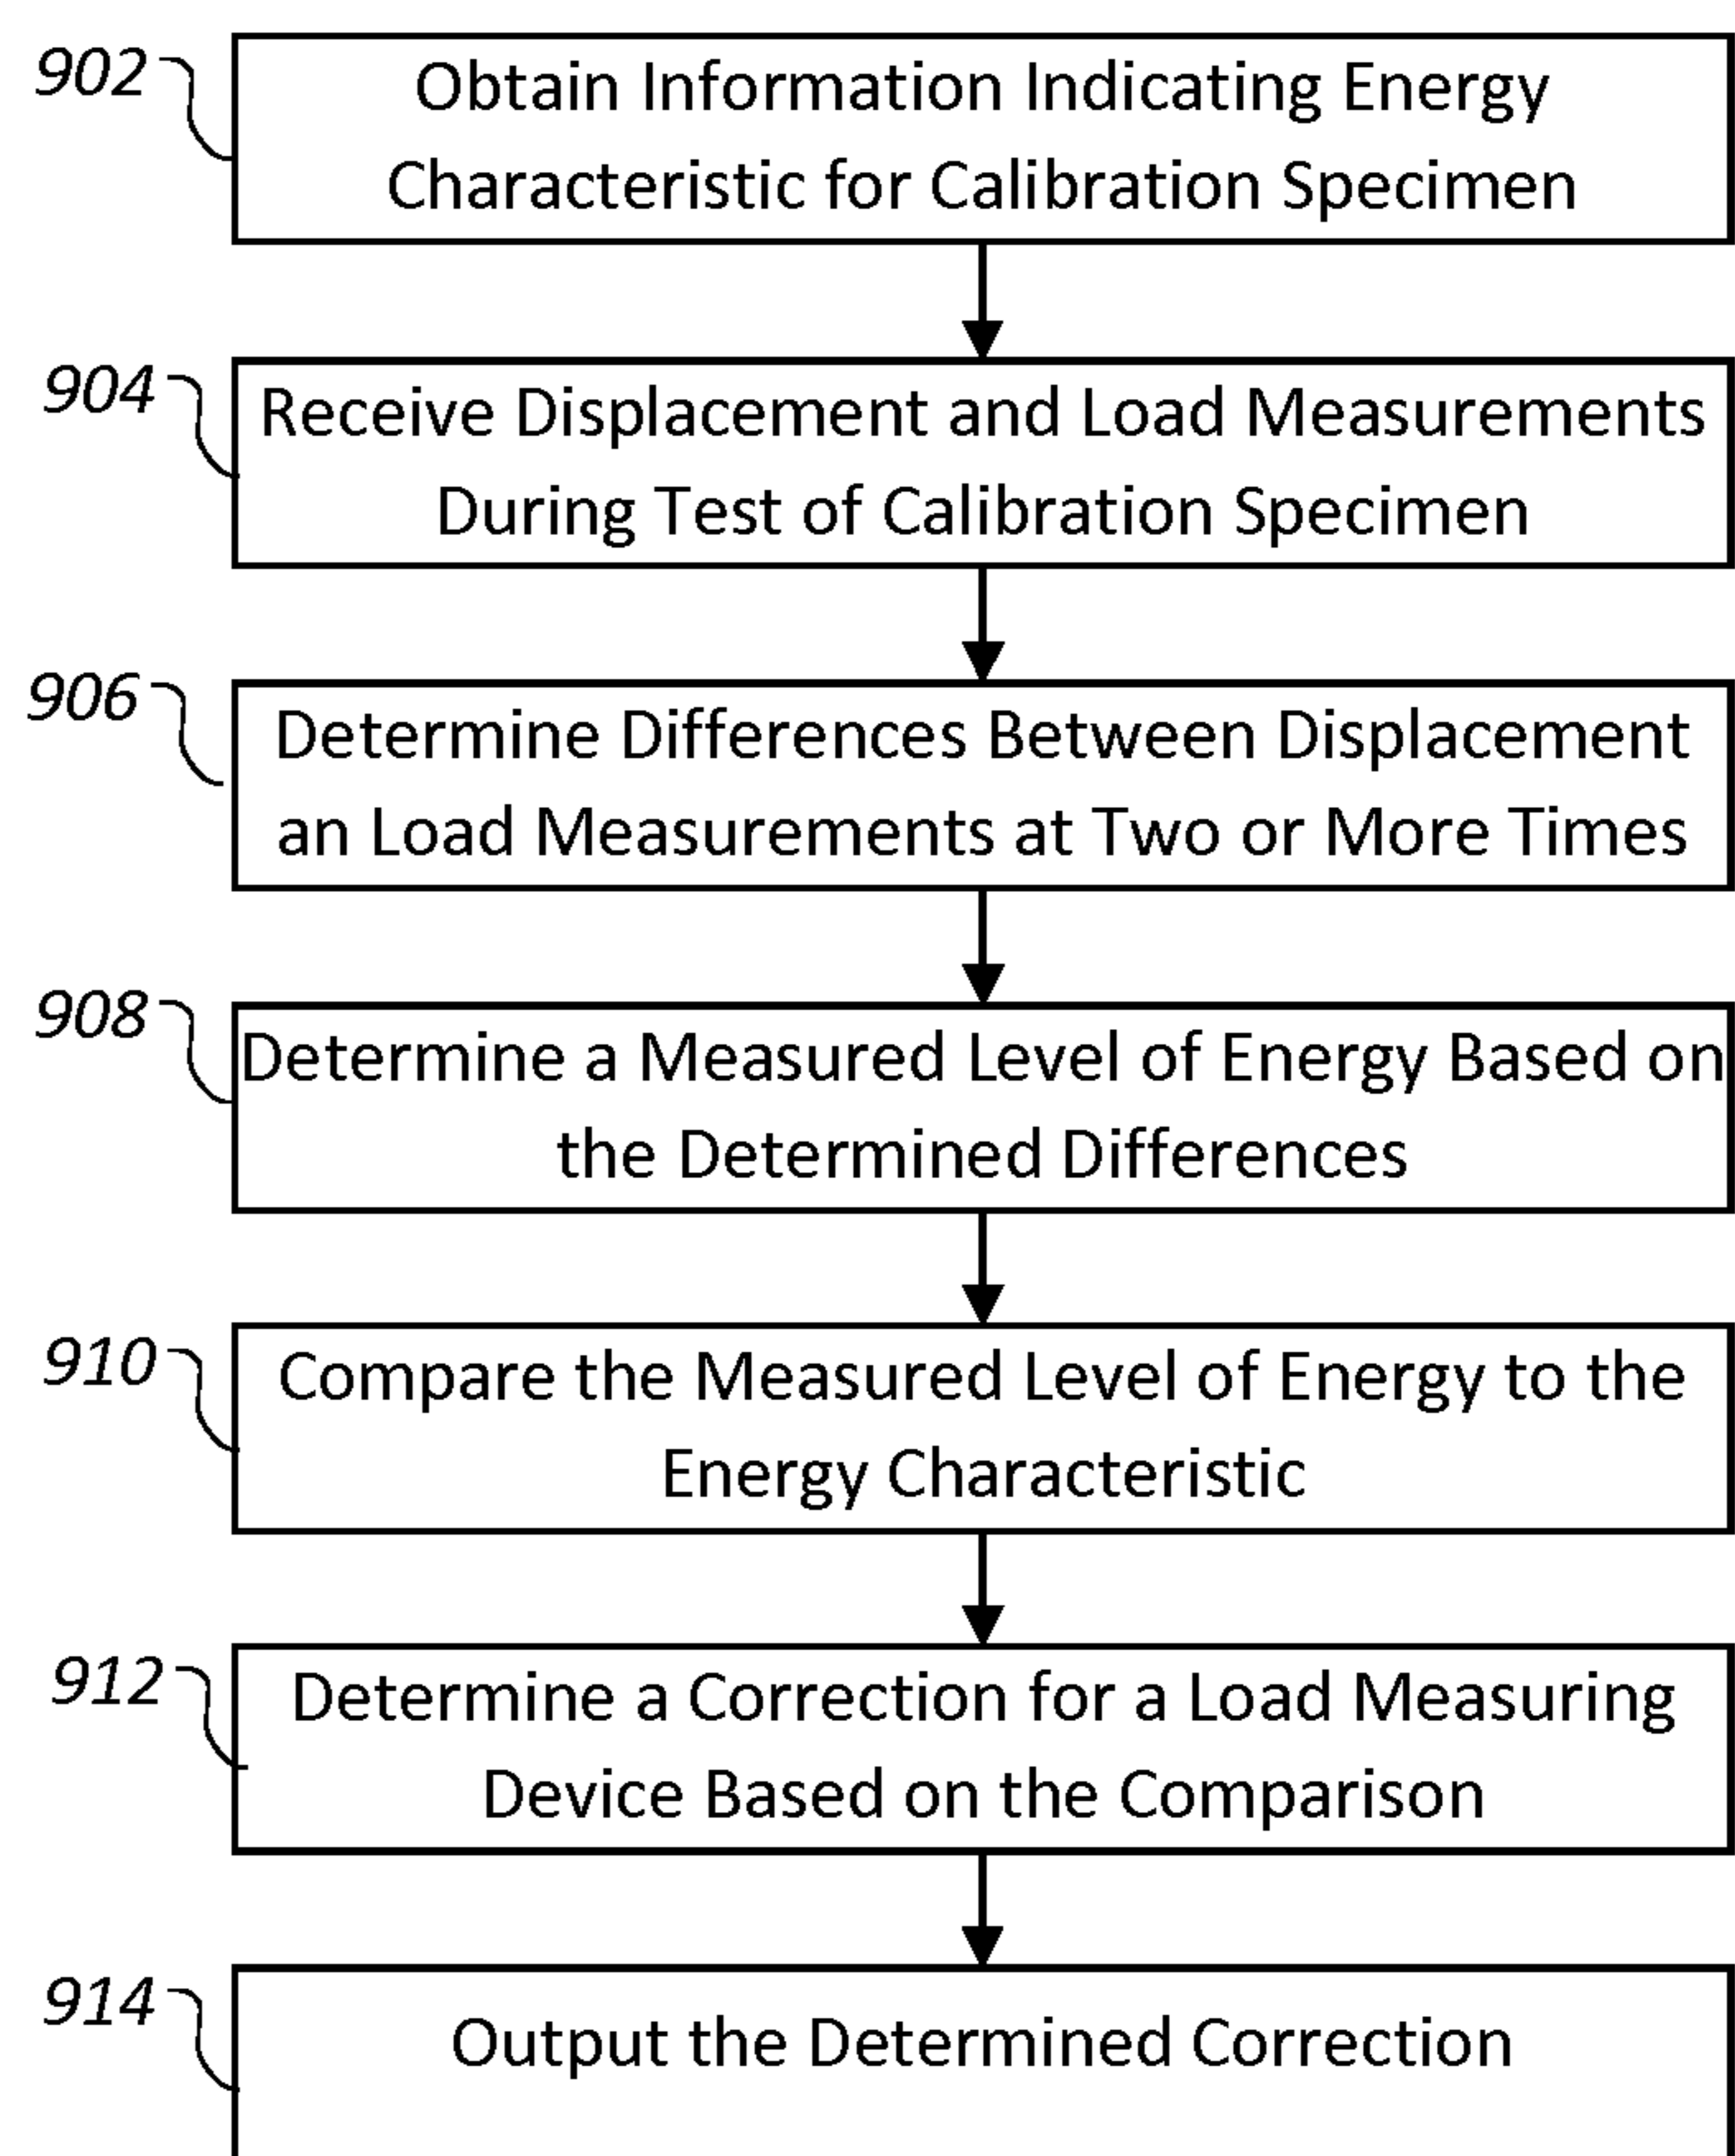 902
Obtain Information Indicating Energy
Characteristic for Calibration Specimen
904
Receive Displacement and Load Measurements
During Test of Calibration Specimen
906
Determine Differences Between Displacement
an Load Measurements at Two or More Times
908
Determine a Measured Level of Energy Based on
the Determined Differences
910
Compare the Measured Level of Energy to the
Energy Characteristic
912
Determine a Correction for a Load Measuring
Device Based on the Comparison
914
Output the Determined Correction